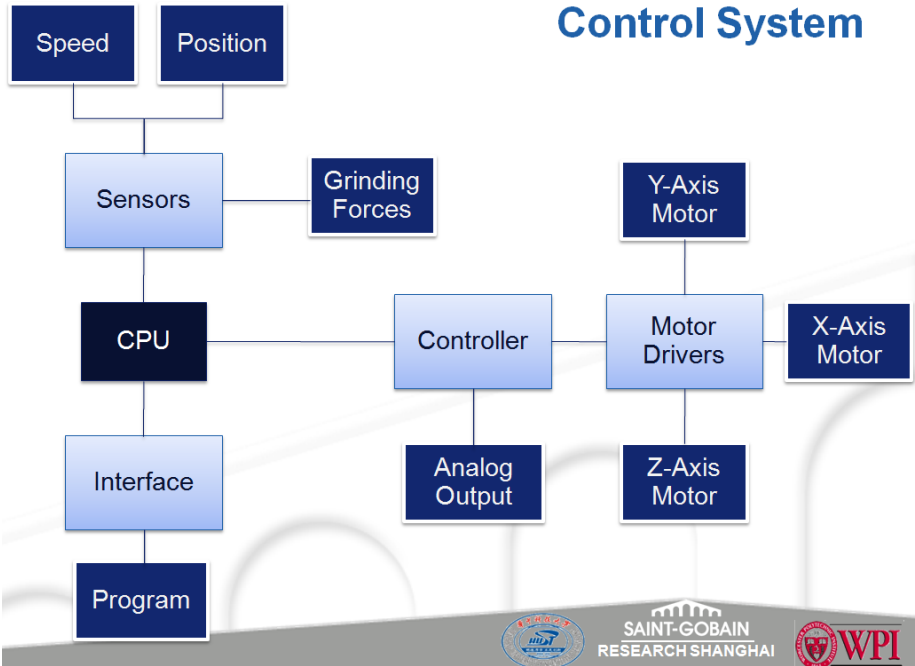 Control System
Speed
Position
Sensors
Grinding
Forces
Y-Axis
Motor
CPU
Controller
Motor
Drivers
X-Axis
Motor
Interface
Analog
Output
Z-Axis
Motor
Program
SAINT-GOBAIN
RESEARCH SHANGHAI
HUST
WPI